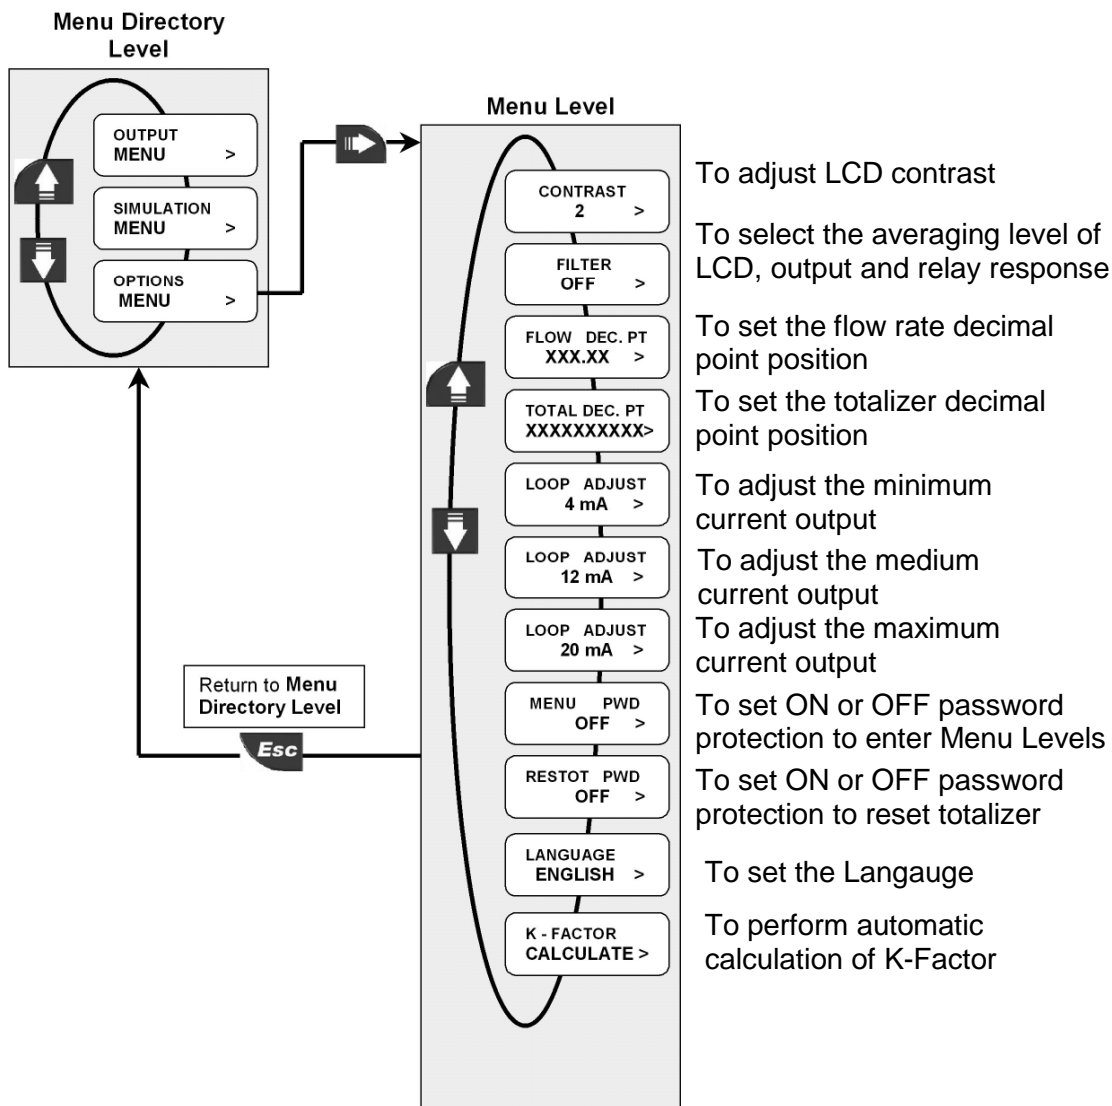 Menu Directory
Level
OUTPUT
MENU >
SIMULATION
MENU >
OPTIONS
MENU >
Menu Level
CONTRAST
2 >
To adjust LCD contrast
FILTER
OFF >
To select the averaging level of
LCD, output and relay response
FLOW DEC. PT
XXX.XX >
To set the flow rate decimal
point position
TOTAL DEC. PT
XXXXXXXXXX>
To set the totalizer decimal
point position
LOOP ADJUST
4 mA >
To adjust the minimum
current output
LOOP ADJUST
12 mA >
To adjust the medium
current output
LOOP ADJUST
20 mA >
To adjust the maximum
current output
MENU PWD
OFF >
To set ON or OFF password
protection to enter Menu Levels
RESTOT PWD
OFF >
To set ON or OFF password
protection to reset totalizer
LANGUAGE
ENGLISH >
To set the Langauge
K - FACTOR
CALCULATE >
To perform automatic
calculation of K-Factor
Return to Menu
Directory Level
Esc